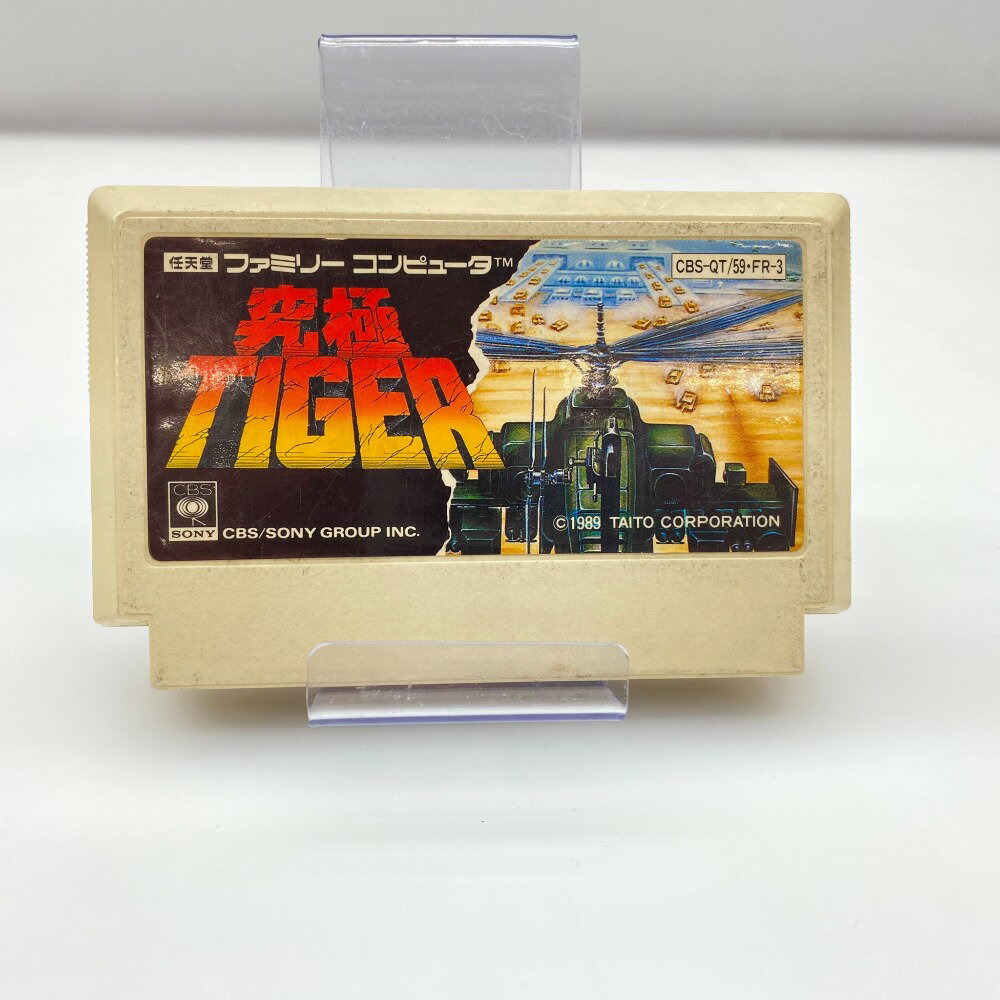 任天堂 ファミリー コンピュータ™
CBS-QT/59・FR-3
究極
TIGER
CBS
SONY
CBS/SONY GROUP INC.
©1989 TAITO CORPORATION